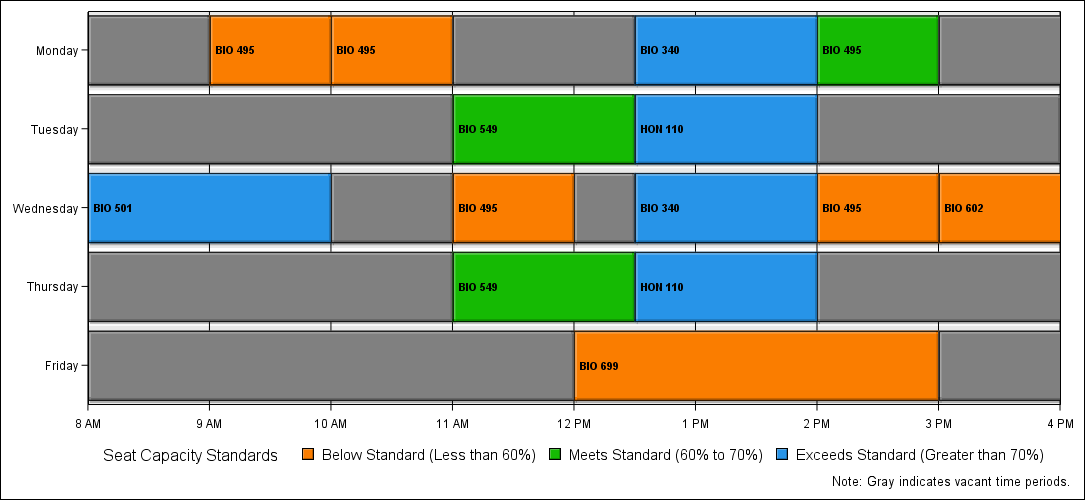 Monday
BIO 495
BIO 495
BIO 340
BIO 495
Tuesday
BIO 549
HON 110
Wednesday
BIO 501
BIO 495
BIO 340
BIO 495
BIO 602
Thursday
BIO 549
HON 110
Friday
BIO 699
8 AM
9 AM
10 AM
11 AM
12 PM
1 PM
2 PM
3 PM
4 PM
Seat Capacity Standards
Below Standard (Less than 60%)
Meets Standard (60% to 70%)
Exceeds Standard (Greater than 70%)
Note: Gray indicates vacant time periods.